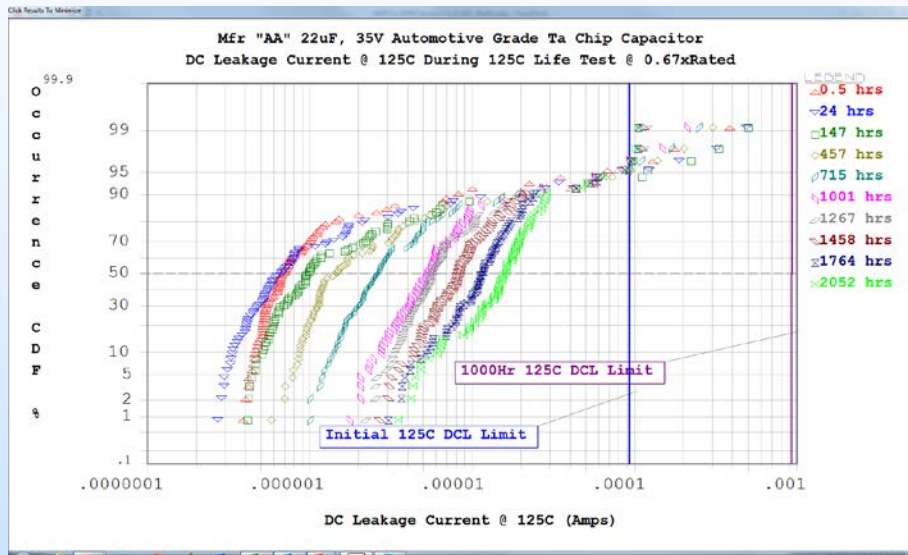 Click Results To Minimize
Mfr "AA" 22uF, 35V Automotive Grade Ta Chip Capacitor
DC Leakage Current @ 125C During 125C Life Test @ 0.67xRated
99.9
99
95
90
70
50
30
10
5
2
1
.1
Occurrence CDF %
LEGEND
0.5 hrs
24 hrs
147 hrs
457 hrs
715 hrs
1001 hrs
1267 hrs
1458 hrs
1764 hrs
2052 hrs
1000Hr 125C DCL Limit
Initial 125C DCL Limit
.0000001
.000001
.00001
.0001
.001
DC Leakage Current @ 125C (Amps)